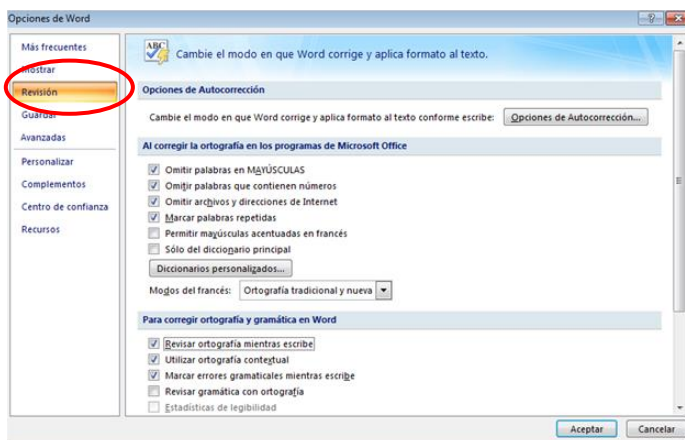 Opciones de Word
Más frecuentes
Mostrar
Revisión
Guardar
Avanzadas
Personalizar
Complementos
Centro de confianza
Recursos
ABC
Cambie el modo en que Word corrige y aplica formato al texto.
Opciones de Autocorrección
Cambie el modo en que Word corrige y aplica formato al texto conforme escribe: Opciones de Autocorrección...
Al corregir la ortografía en los programas de Microsoft Office
Omitir palabras en MAYÚSCULAS
Omitir palabras que contienen números
Omitir archivos y direcciones de Internet
Marcar palabras repetidas
Permitir mayúsculas acentuadas en francés
Sólo del diccionario principal
Diccionarios personalizados...
Modos del francés: Ortografía tradicional y nueva
Para corregir ortografía y gramática en Word
Revisar ortografía mientras escribe
Utilizar ortografía contextual
Marcar errores gramaticales mientras escribe
Revisar gramática con ortografía
Estadísticas de legibilidad
Aceptar Cancelar